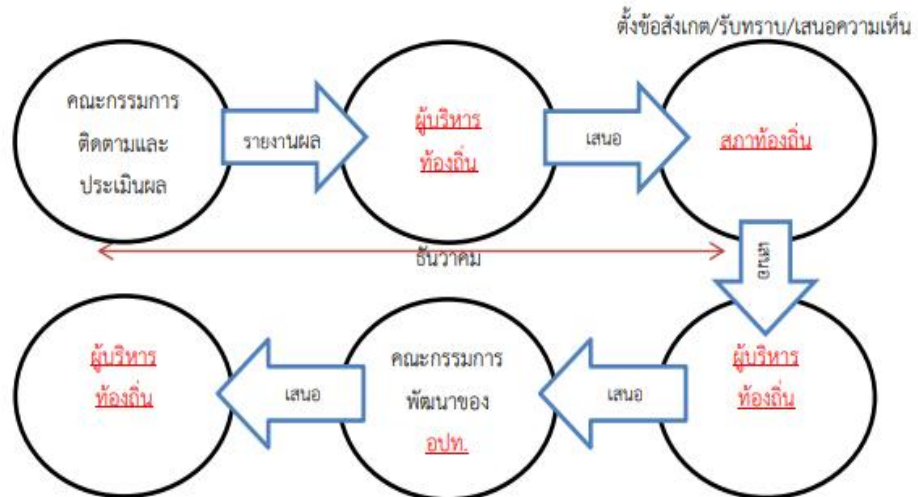 ตั้งข้อสังเกต/รับทราบ/เสนอความเห็น
คณะกรรมการ
ติดตามและ
ประเมินผล
รายงานผล
ผู้บริหาร
ท้องถิ่น
เสนอ
สภาท้องถิ่น
ธันวาคม
เสนอ
ผู้บริหาร
ท้องถิ่น
เสนอ
คณะกรรมการ
พัฒนาของ
อปท.
เสนอ
ผู้บริหาร
ท้องถิ่น